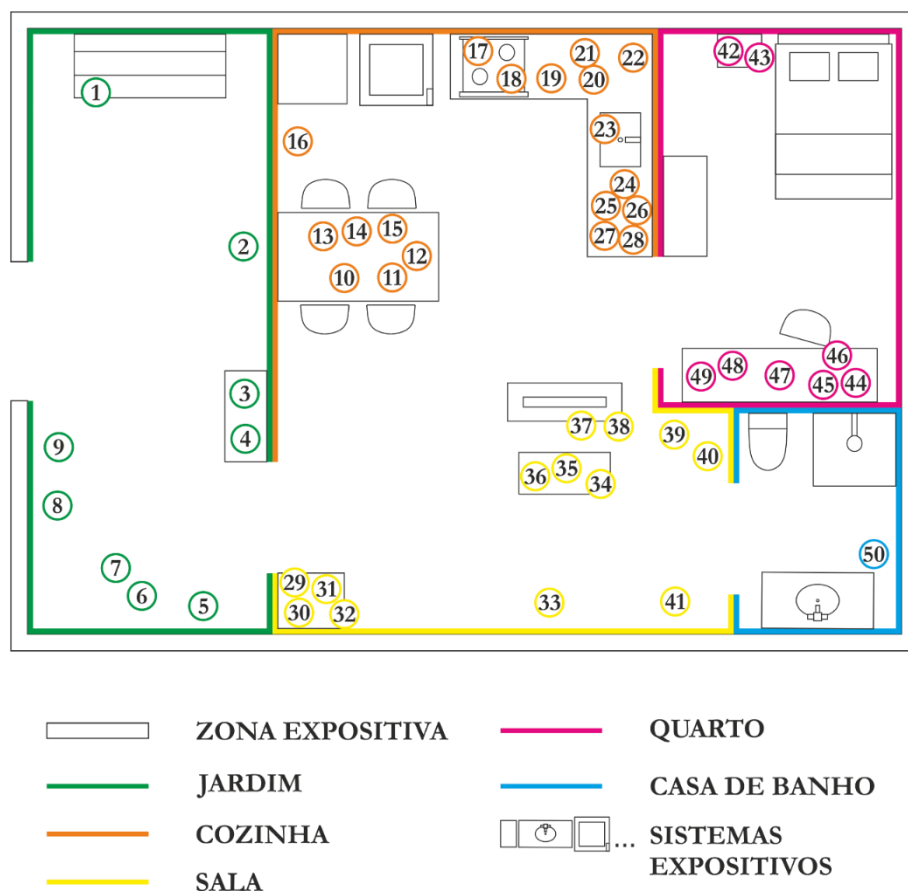 17 21 22 42 43
18 19 20
1
16 23
24
25 26
13 14 15 27 28
2 12
10 11
46
3 49 48 47 45 44
4 37 38 39
9 40
36 35 34
8
50
7
6 29 31
5 30 32 33 41
ZONA EXPOSITIVA
JARDIM
COZINHA
SALA
QUARTO
CASA DE BANHO
... SISTEMAS
EXPOSITIVOS